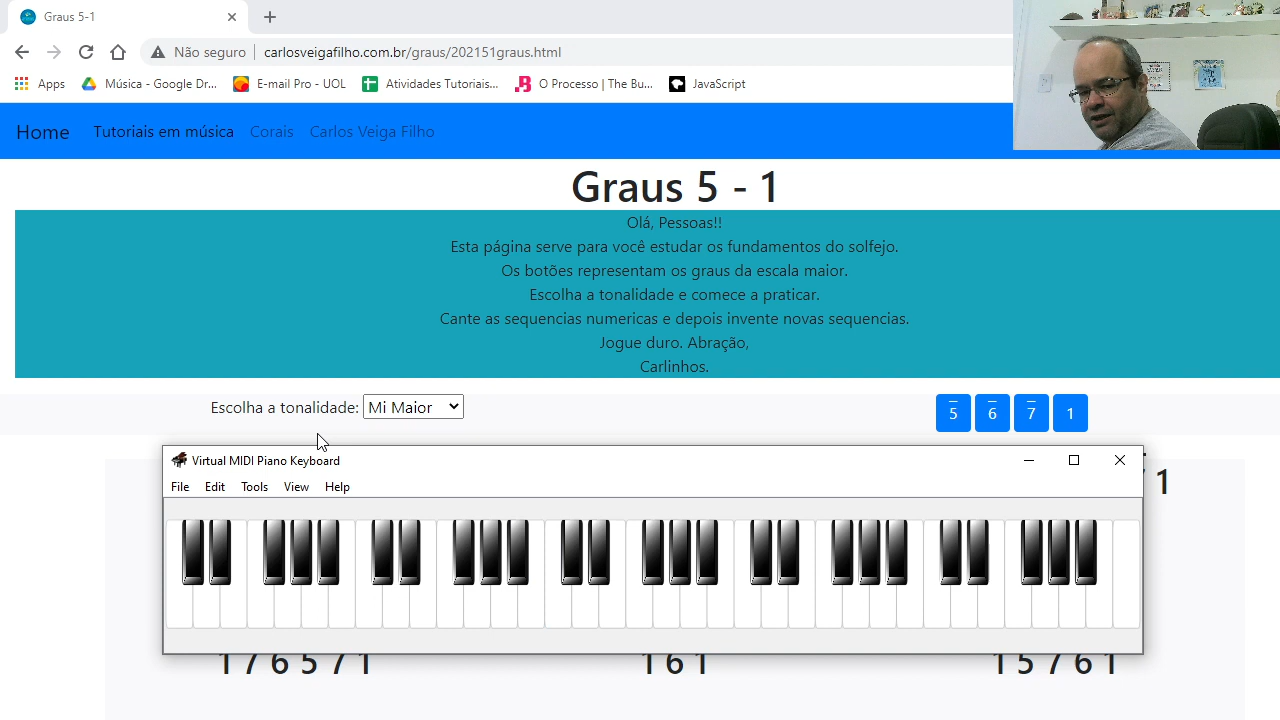 Graus 5-1
Não seguro
carlosveigafilho.com.br/graus/202151graus.html
Apps
Música - Google Dr...
E-mail Pro - UOL
Atividades Tutoriais...
O Processo | The Bu...
JavaScript
Home
Tutoriais em música
Corais
Carlos Veiga Filho
Graus 5 - 1
Olá, Pessoas!!
Esta página serve para você estudar os fundamentos do solfejo.
Os botões representam os graus da escala maior.
Escolha a tonalidade e comece a praticar.
Cante as sequencias numericas e depois invente novas sequencias.
Jogue duro. Abração,
Carlinhos.
Escolha a tonalidade: Mi Maior
5̅ 6̅ 7̅ 1
Virtual MIDI Piano Keyboard
1
File Edit Tools View Help
1 7 6 5 7 1
1 6 1
1 5 7 6 1